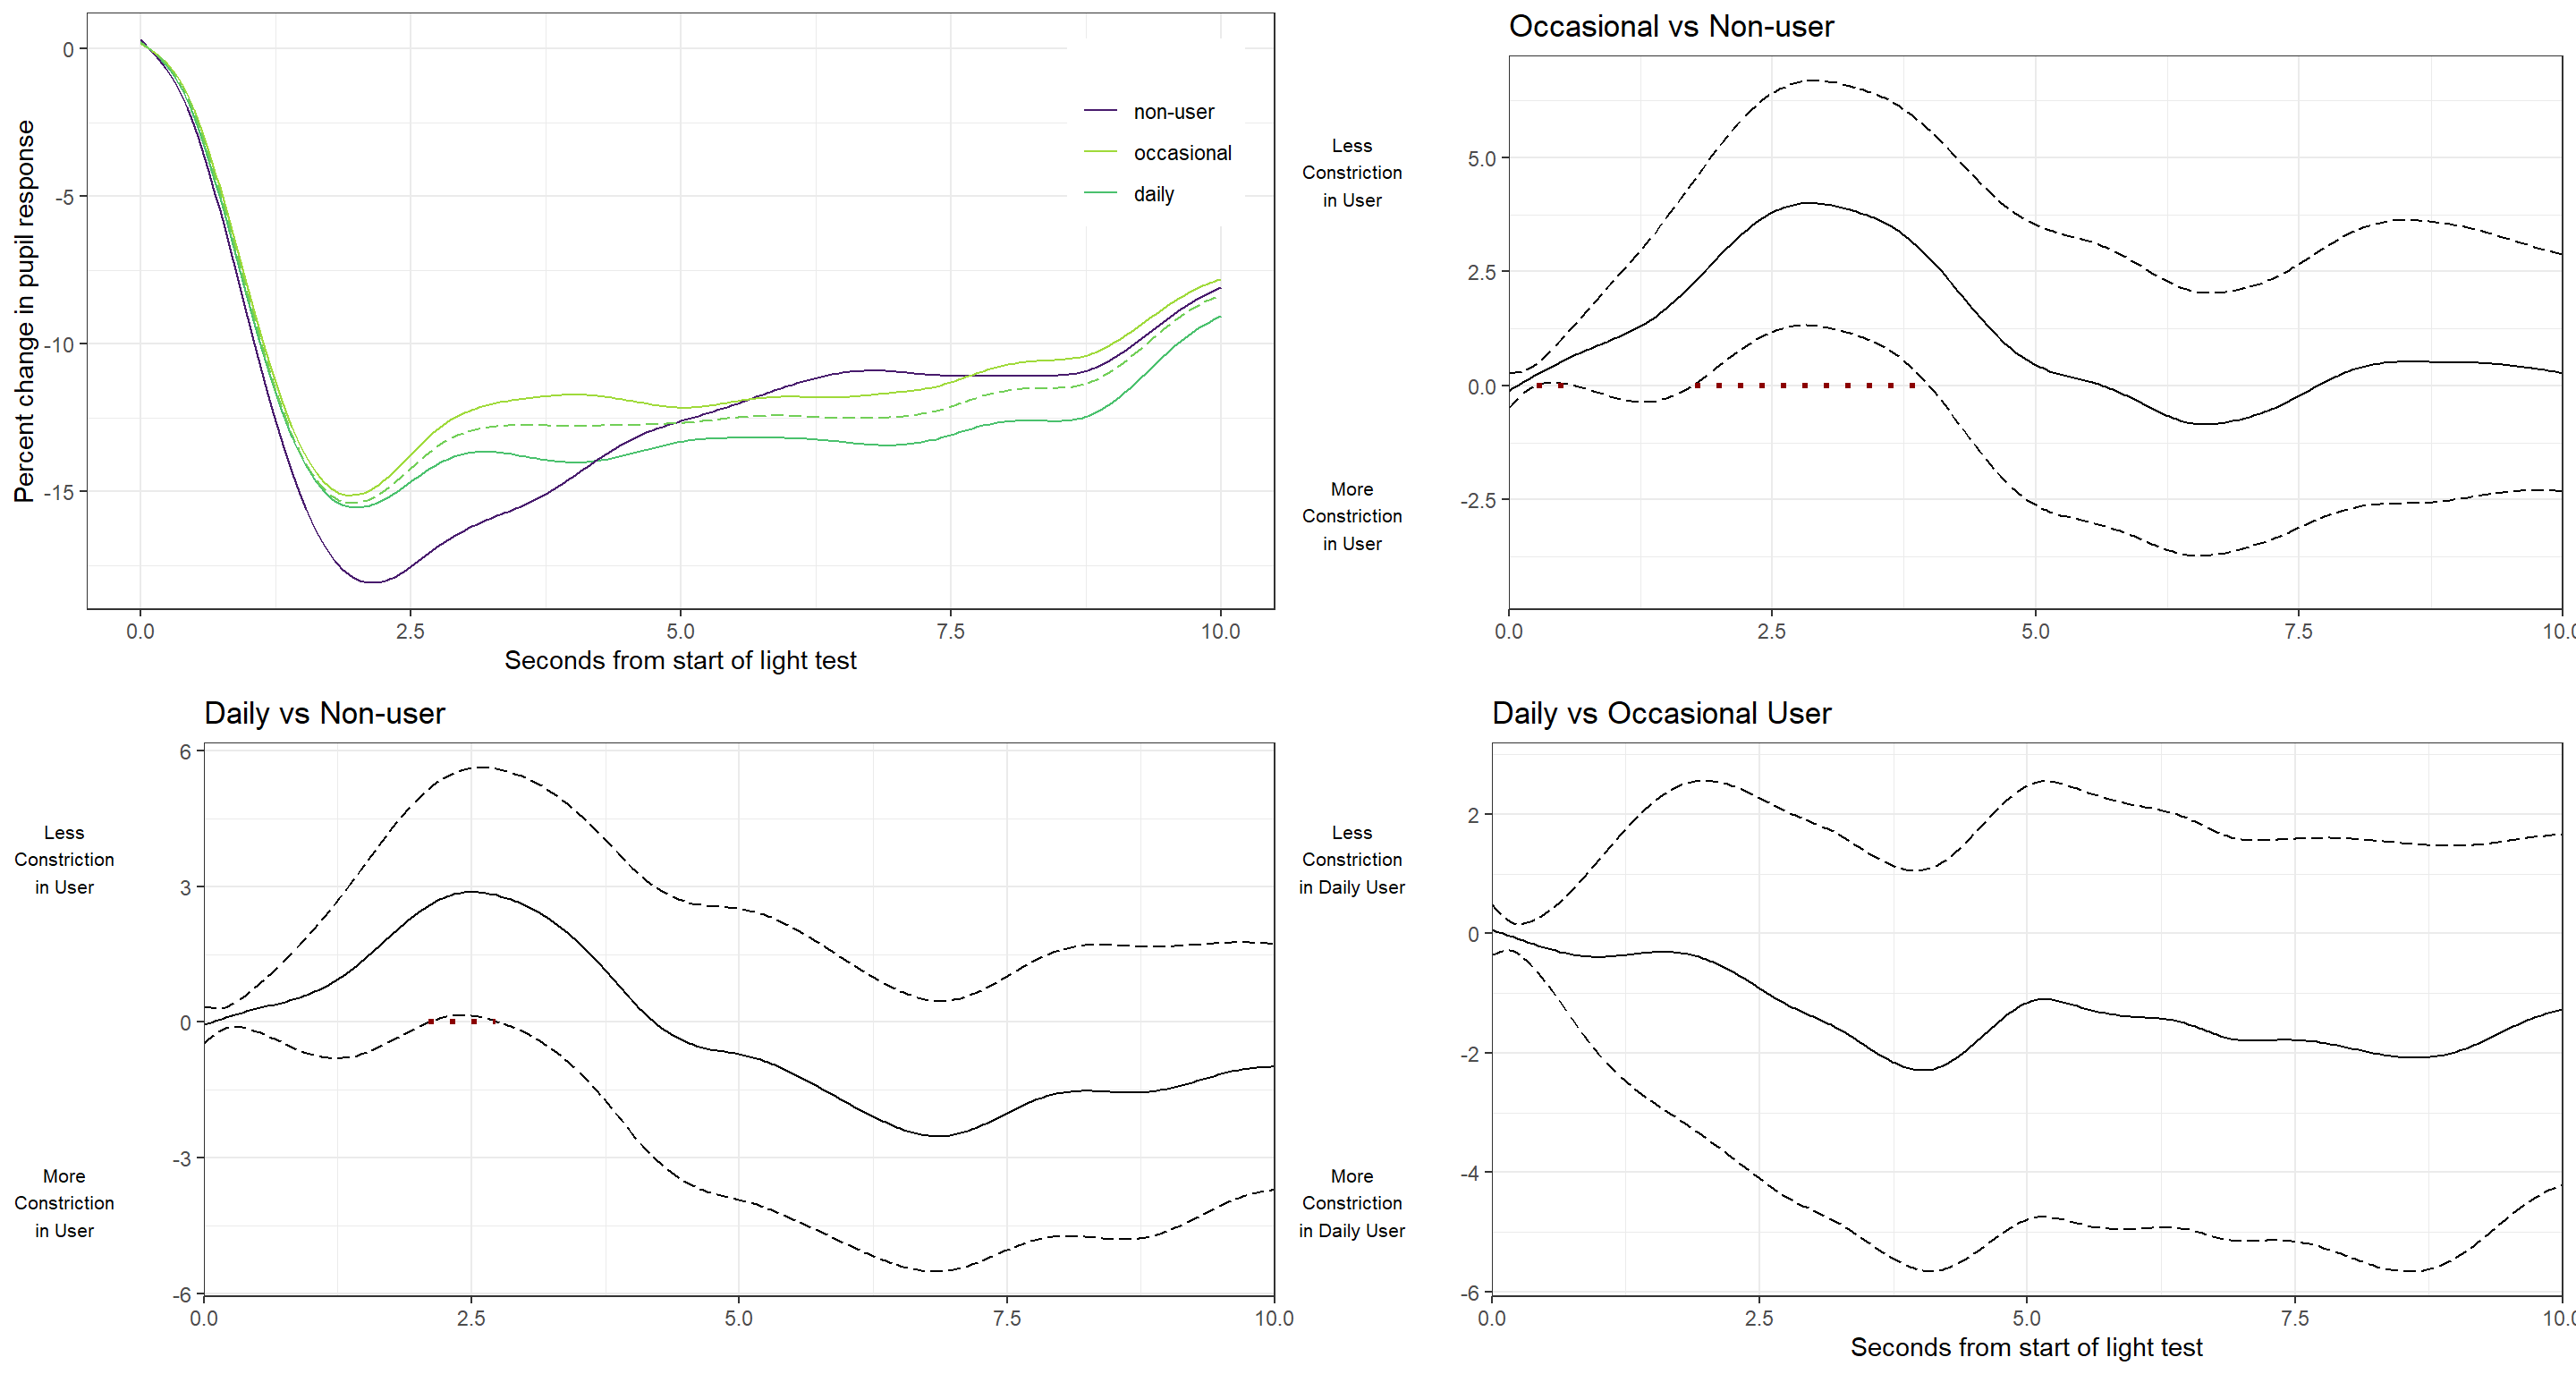 0
-5
-10
-15
Percent change in pupil response
non-user
occasional
daily
0.0 2.5 5.0 7.5 10.0
Seconds from start of light test
Occasional vs Non-user
Less
Constriction
in User
More
Constriction
in User
5.0
2.5
0.0
-2.5
0.0 2.5 5.0 7.5 10.0
Daily vs Non-user
Less
Constriction
in User
More
Constriction
in User
6
3
0
-3
-6
0.0 2.5 5.0 7.5 10.0
Daily vs Occasional User
Less
Constriction
in Daily User
More
Constriction
in Daily User
2
0
-2
-4
-6
0.0 2.5 5.0 7.5 10.0
Seconds from start of light test